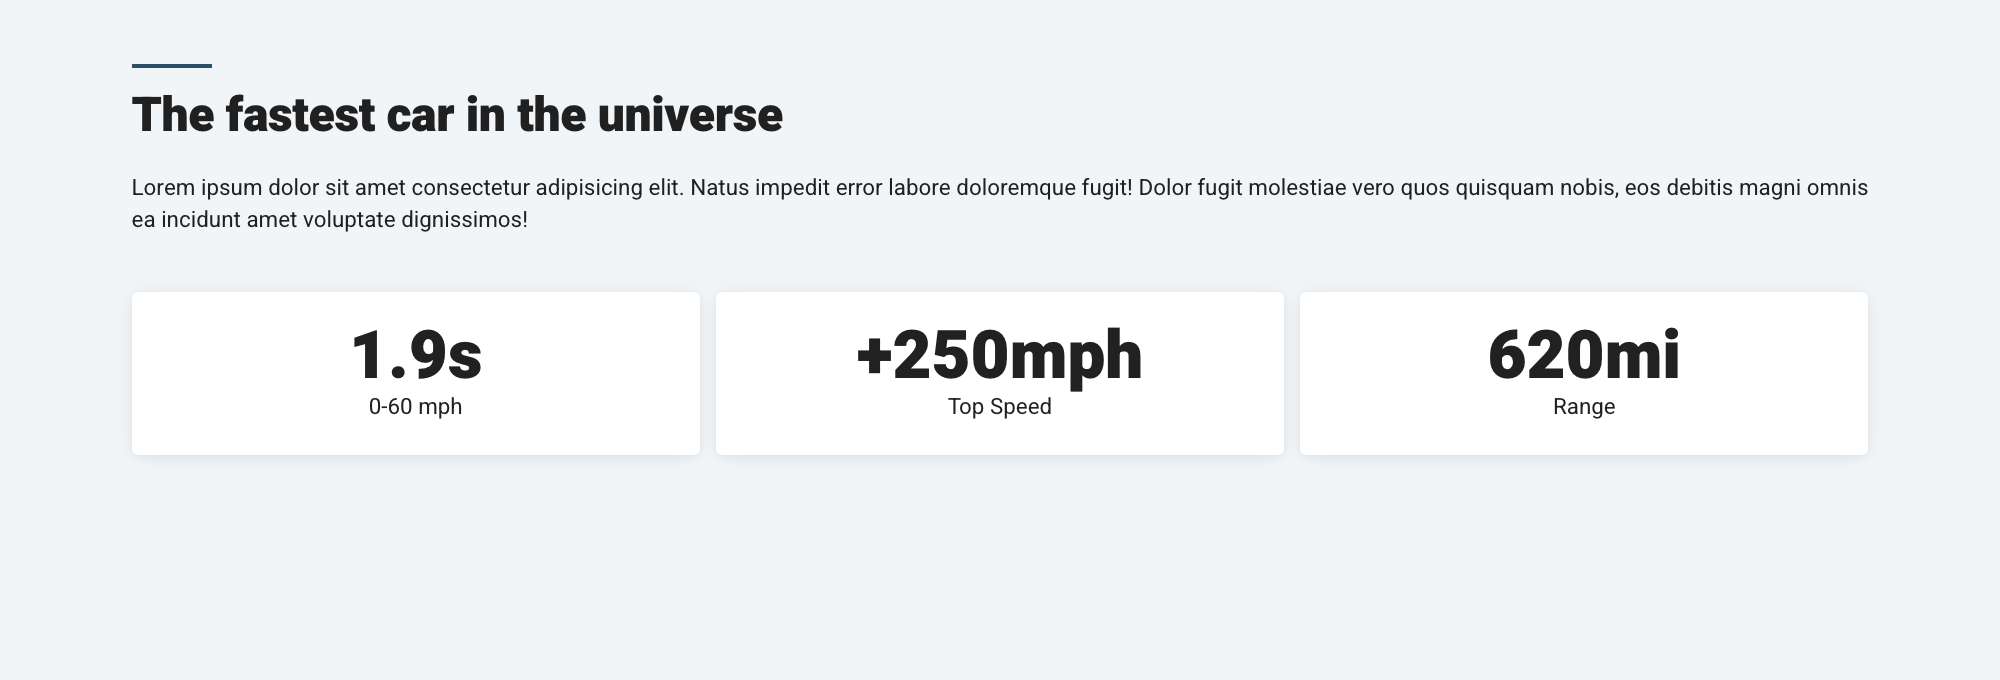 The fastest car in the universe
Lorem ipsum dolor sit amet consectetur adipisicing elit. Natus impedit error labore doloremque fugit! Dolor fugit molestiae vero quos quisquam nobis, eos debitis magni omnis
ea incidunt amet voluptate dignissimos!
1.9s
0-60 mph
+250mph
Top Speed
620mi
Range